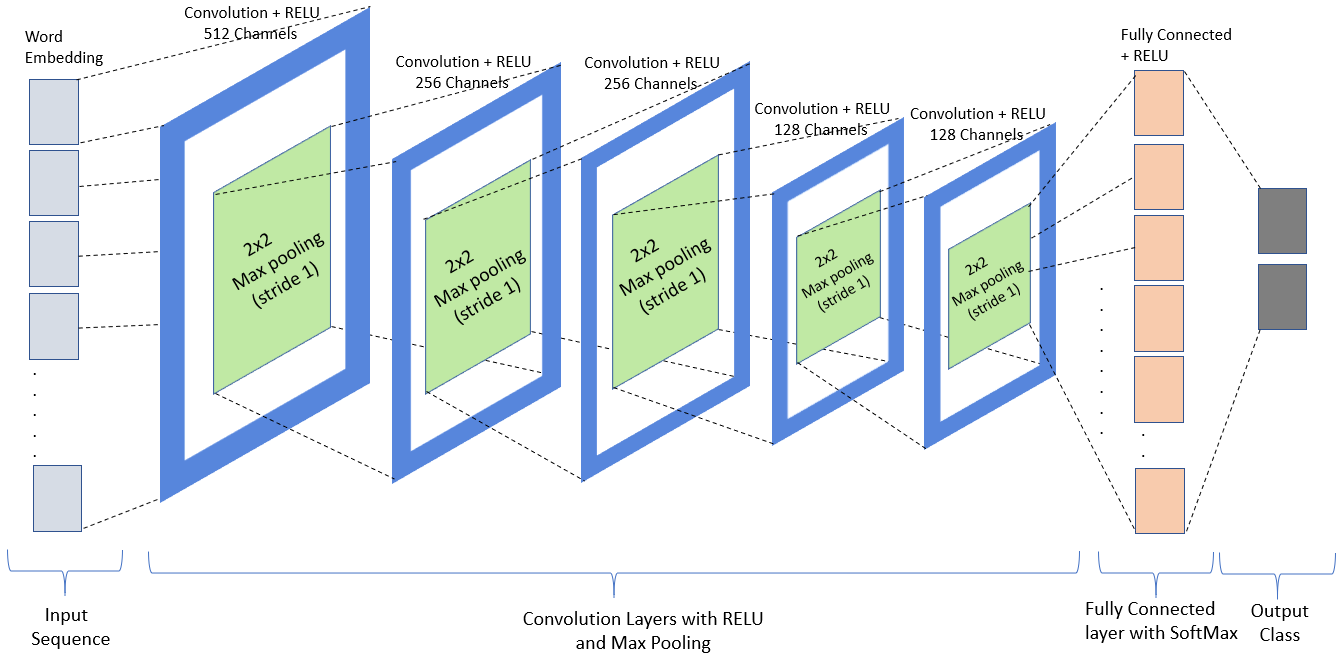 Word
Embedding
Convolution + RELU
512 Channels
Convolution + RELU
256 Channels
Convolution + RELU
256 Channels
Convolution + RELU
128 Channels
Convolution + RELU
128 Channels
Fully Connected
+ RELU
2x2
Max pooling
(stride 1)
2x2
Max pooling
(stride 1)
2x2
Max pooling
(stride 1)
2x2
Max pooling
(stride 1)
2x2
Max pooling
(stride 1)
Input
Sequence
Convolution Layers with RELU
and Max Pooling
Fully Connected
layer with SoftMax
Output
Class